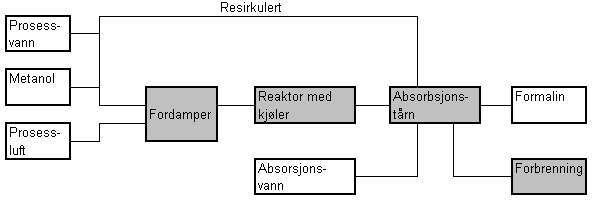 Resirkulert
Prosess-
vann
Metanol
Prosess-
luft
Fordamper
Reaktor med
kjøler
Absorbsjons-
tårn
Formalin
Absorsjons-
vann
Forbrenning